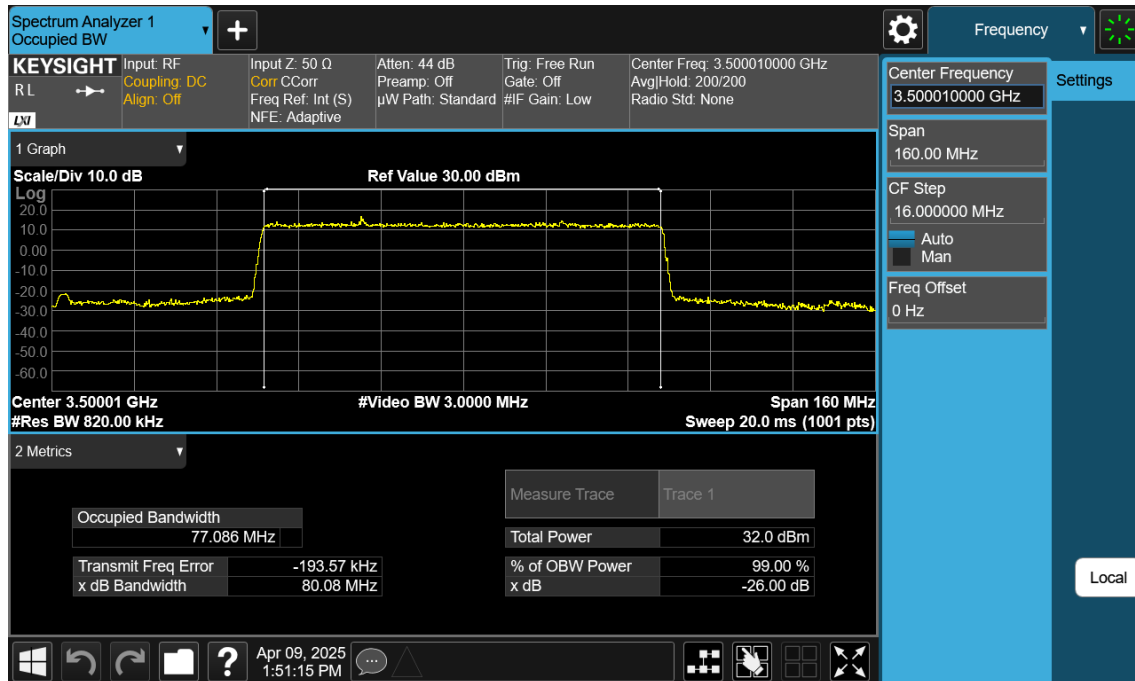 Spectrum Analyzer 1
Occupied BW
Frequency
KEYSIGHT
R L
LXI
Input: RF
Coupling: DC
Align: Off
Input Z: 50 Ω
Corr CCorr
Freq Ref: Int (S)
NFE: Adaptive
Atten: 44 dB
Preamp: Off
µW Path: Standard
Trig: Free Run
Gate: Off
#IF Gain: Low
Center Freq: 3.500010000 GHz
Avg|Hold: 200/200
Radio Std: None
Center Frequency
3.500010000 GHz
Settings
Span
160.00 MHz
CF Step
16.000000 MHz
Auto
Man
Freq Offset
0 Hz
1 Graph
Scale/Div 10.0 dB
Ref Value 30.00 dBm
Log
20.0
10.0
0.00
-10.0
-20.0
-30.0
-40.0
-50.0
-60.0
Center 3.50001 GHz
#Video BW 3.0000 MHz
Span 160 MHz
#Res BW 820.00 kHz
Sweep 20.0 ms (1001 pts)
2 Metrics
Measure Trace
Trace 1
Occupied Bandwidth
77.086 MHz
Total Power
32.0 dBm
Transmit Freq Error
-193.57 kHz
% of OBW Power
99.00 %
x dB Bandwidth
80.08 MHz
x dB
-26.00 dB
Local
?
Apr 09, 2025
1:51:15 PM